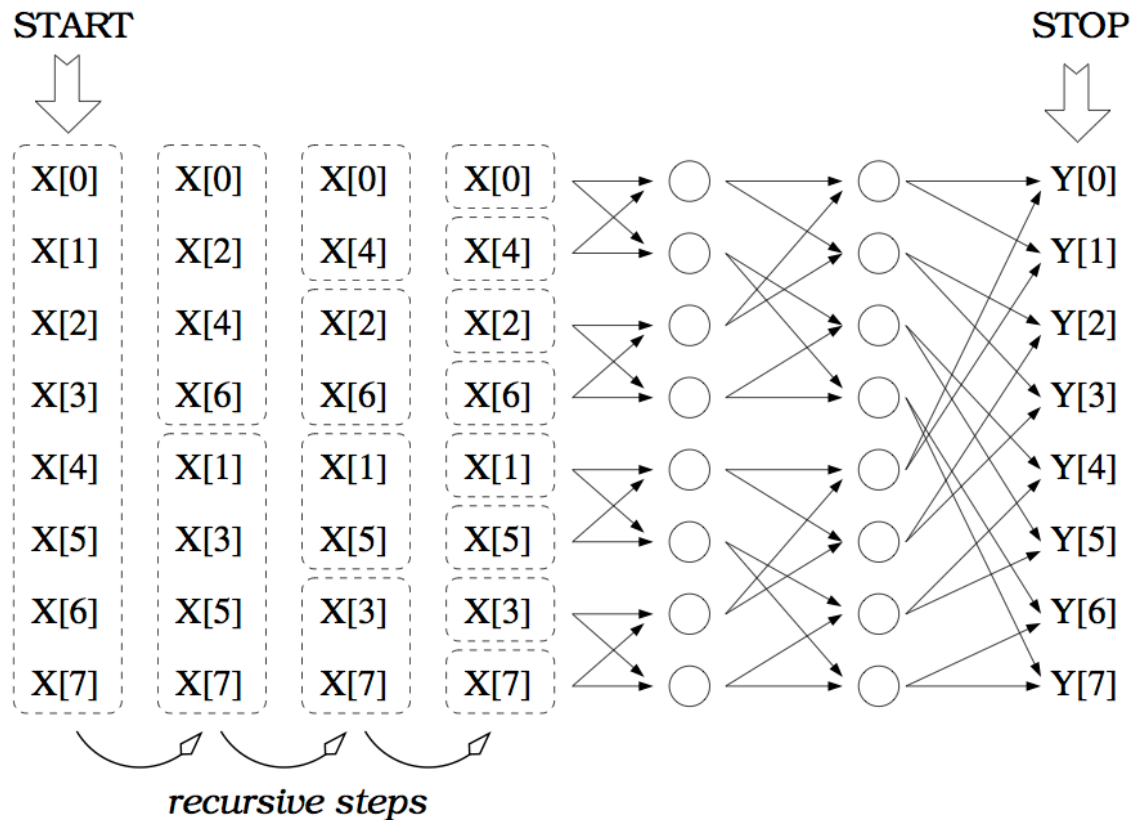 START STOP
X[0] X[0] X[0] X[0] Y[0]
X[1] X[2] X[4] X[4] Y[1]
X[2] X[4] X[2] X[2] Y[2]
X[3] X[6] X[6] X[6] Y[3]
X[4] X[1] X[1] X[1] Y[4]
X[5] X[3] X[5] X[5] Y[5]
X[6] X[5] X[3] X[3] Y[6]
X[7] X[7] X[7] X[7] Y[7]
recursive steps